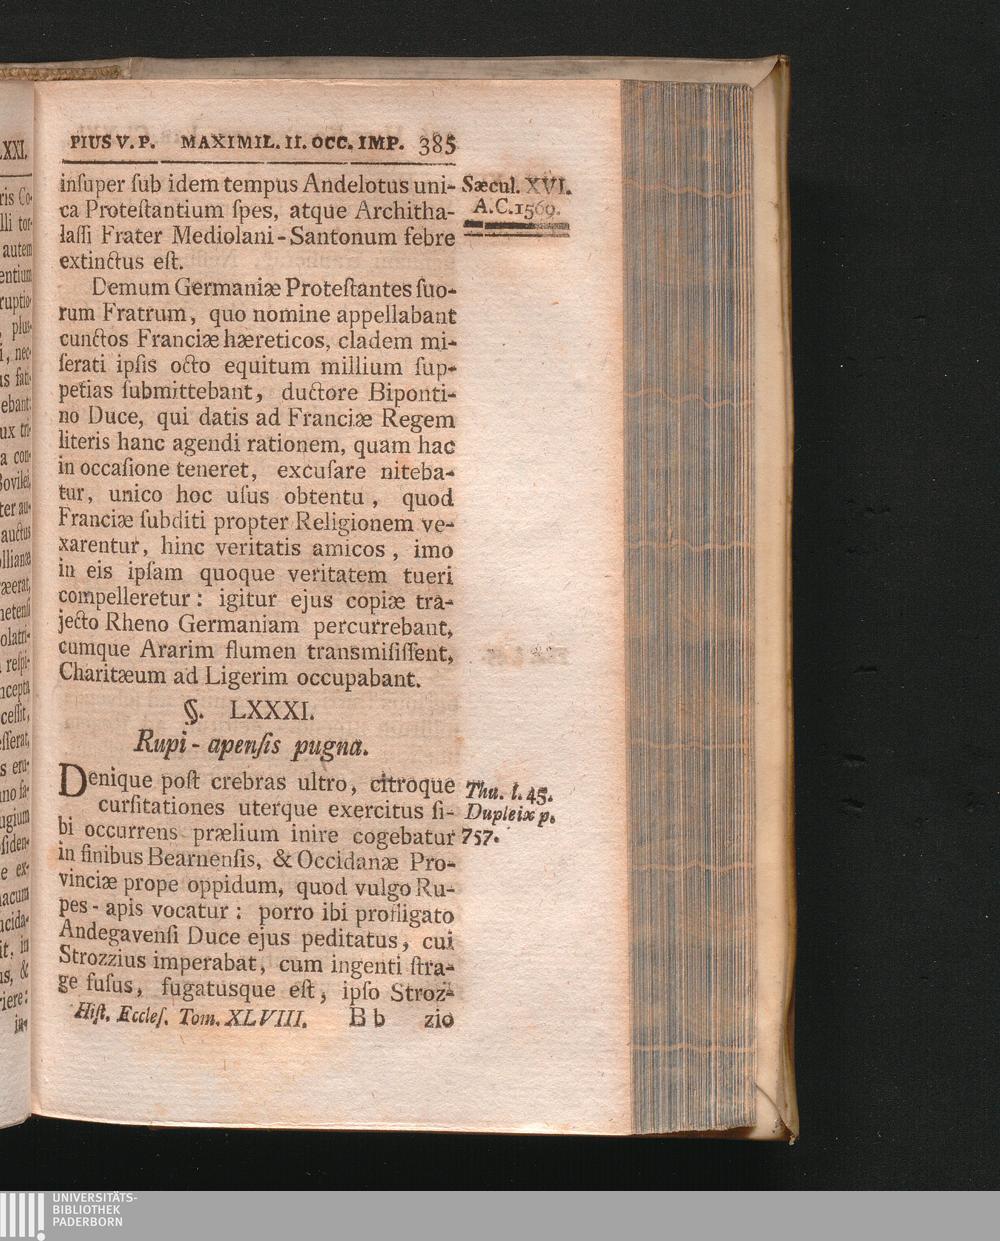 PIUS V. P. MAXIMIL. II. OCC. IMP. 385
inſuper ſub idem tempus Andelotus uni-
ca Proteſtantium ſpes, atque Architha-
laſſi Frater Mediolani-Santonum febre
extinctus eſt.
Sæcul. XVI.
A.C.1569.
Demum Germaniæ Proteſtantes ſuo-
rum Fratrum, quo nomine appellabant
cunctos Franciæ hæreticos, cladem mi-
ſerati ipſis octo equitum millium ſup-
petias ſubmittebant, ductore Biponti-
no Duce, qui datis ad Franciæ Regem
literis hanc agendi rationem, quam hac
in occaſione teneret, excuſare niteba-
tur, unico hoc uſus obtentu, quod
Franciæ ſubditi propter Religionem ve-
xarentur, hinc veritatis amicos, imo
in eis ipſam quoque veritatem tueri
compelleretur: igitur ejus copiæ tra-
jecto Rheno Germaniam percurrebant,
cumque Ararim flumen transmiſiſſent,
Charitæum ad Ligerim occupabant.
§. LXXXI.
Rupi-apenſis pugna.
Denique poſt crebras ultro, citroque
curſitationes uterque exercitus ſi-
bi occurrens prælium inire cogebatur
in finibus Bearnenſis, & Occidanæ Pro-
vinciæ prope oppidum, quod vulgo Ru-
pes-apis vocatur: porro ibi profligato
Andegavenſi Duce ejus peditatus, cui
Strozzius imperabat, cum ingenti ſtra-
ge fuſus, fugatusque eſt, ipſo Stroz-
Thu. l. 45.
Dupleix p.
757.
Hiſt. Eccleſ. Tom. XLVIII. Bb zio
UNIVERSITÄTS-
BIBLIOTHEK
PADERBORN